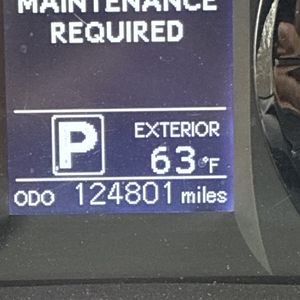 MAINTENANCE
REQUIRED
P
EXTERIOR
63°F
ODO 124801 miles